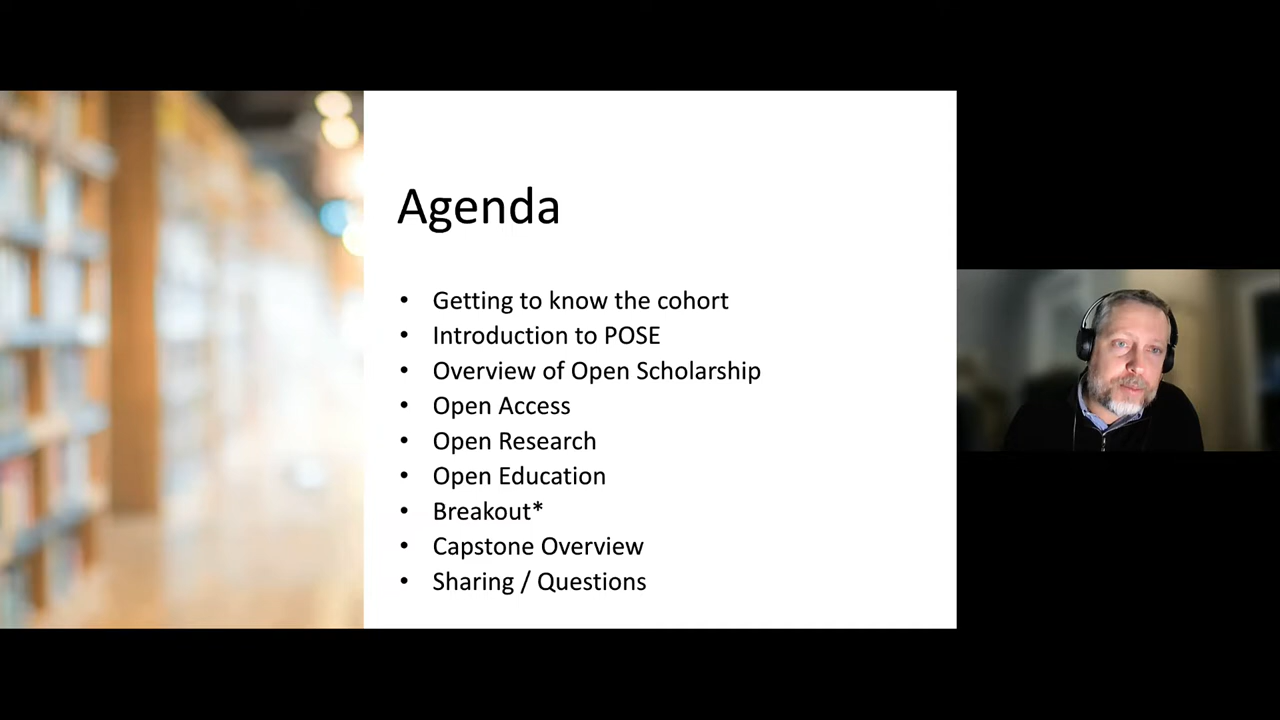 Agenda
• Getting to know the cohort
• Introduction to POSE
• Overview of Open Scholarship
• Open Access
• Open Research
• Open Education
• Breakout*
• Capstone Overview
• Sharing / Questions